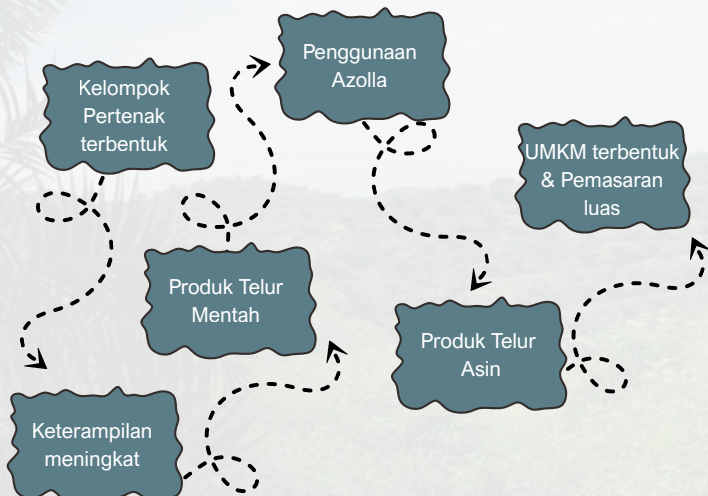 Kelompok
Pertenak
terbentuk
Keterampilan
meningkat
Produk Telur
Mentah
Penggunaan
Azolla
Produk Telur
Asin
UMKM terbentuk
& Pemasaran
luas